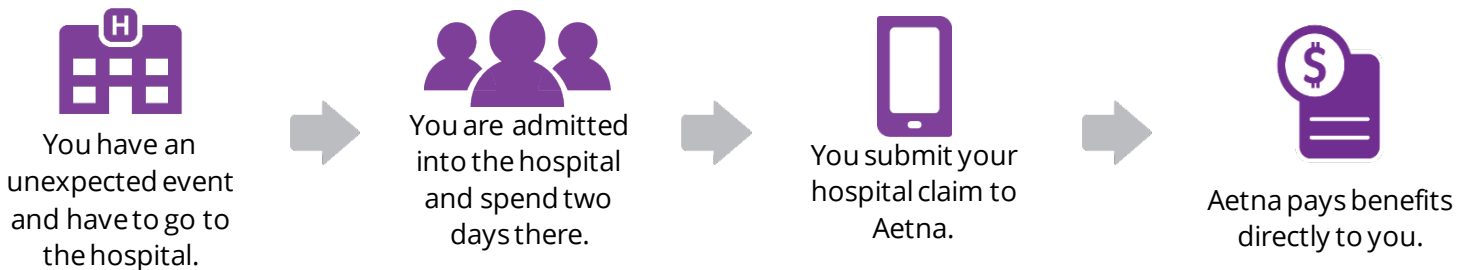 H
You have an
unexpected event
and have to go to
the hospital.
You are admitted
into the hospital
and spend two
days there.
You submit your
hospital claim to
Aetna.
$
Aetna pays benefits
directly to you.